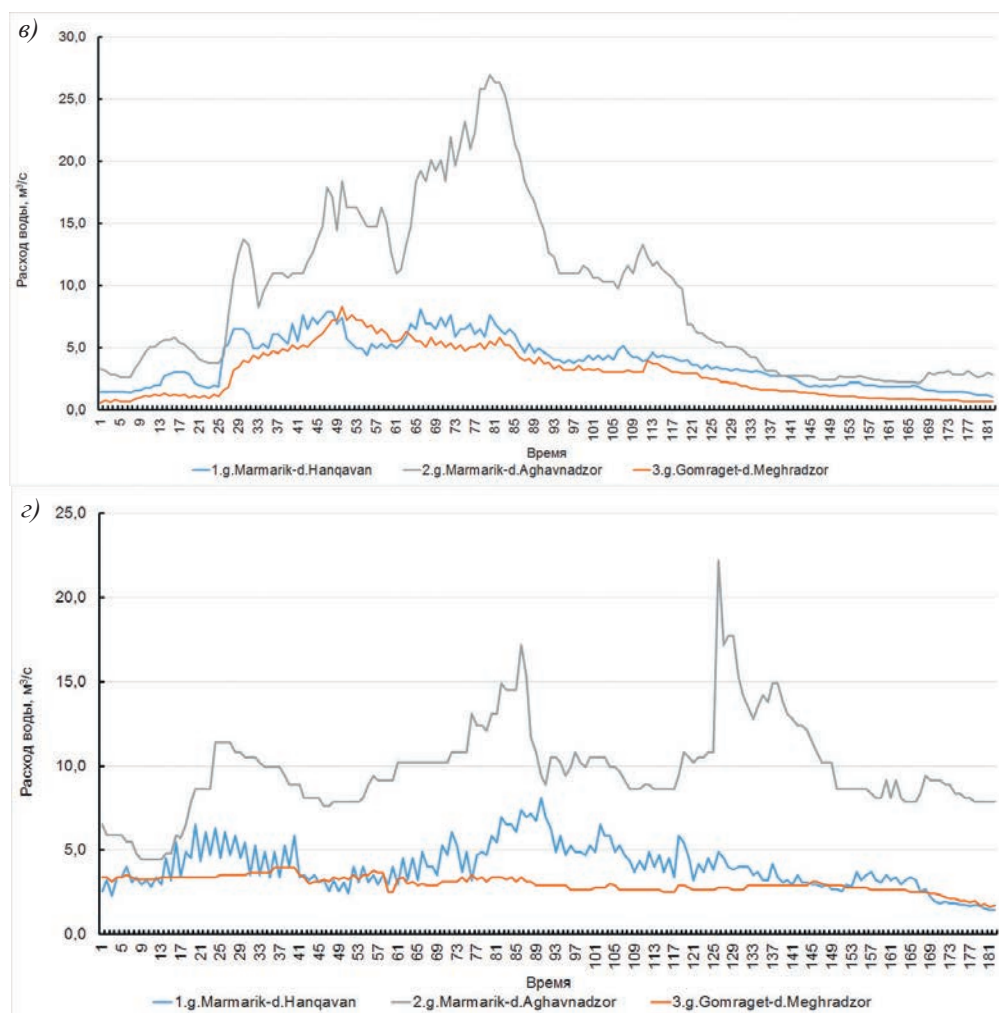 в)
30,0
25,0
20,0
15,0
10,0
5,0
0,0
Расход воды, м³/с
1 5 9 13 17 21 25 29 33 37 41 45 49 53 57 61 65 69 73 77 81 85 89 93 97 101 105 109 113 117 121 125 129 133 137 141 145 149 153 157 161 165 169 173 177 181
Время
1.g.Marmarik-d.Hanqavan 2.g.Marmarik-d.Aghavnadzor 3.g.Gomraget-d.Meghradzor
г)
25,0
20,0
15,0
10,0
5,0
0,0
Расход воды, м³/с
1 5 9 13 17 21 25 29 33 37 41 45 49 53 57 61 65 69 73 77 81 85 89 93 97 101 105 109 113 117 121 125 129 133 137 141 145 149 153 157 161 165 169 173 177 181
Время
1.g.Marmarik-d.Hanqavan 2.g.Marmarik-d.Aghavnadzor 3.g.Gomraget-d.Meghradzor